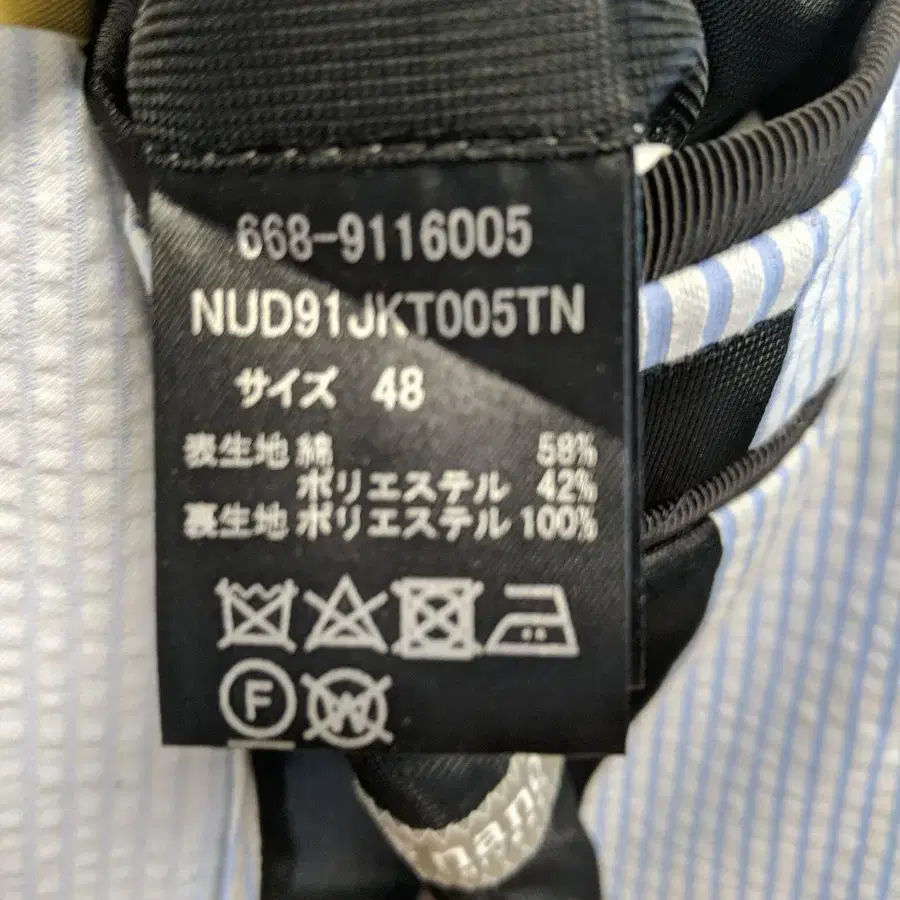 668-9116005
NUD91JKT005TN
サイズ 48
表生地 綿 58%
ポリエステル 42%
裏生地 ポリエステル 100%
F
W